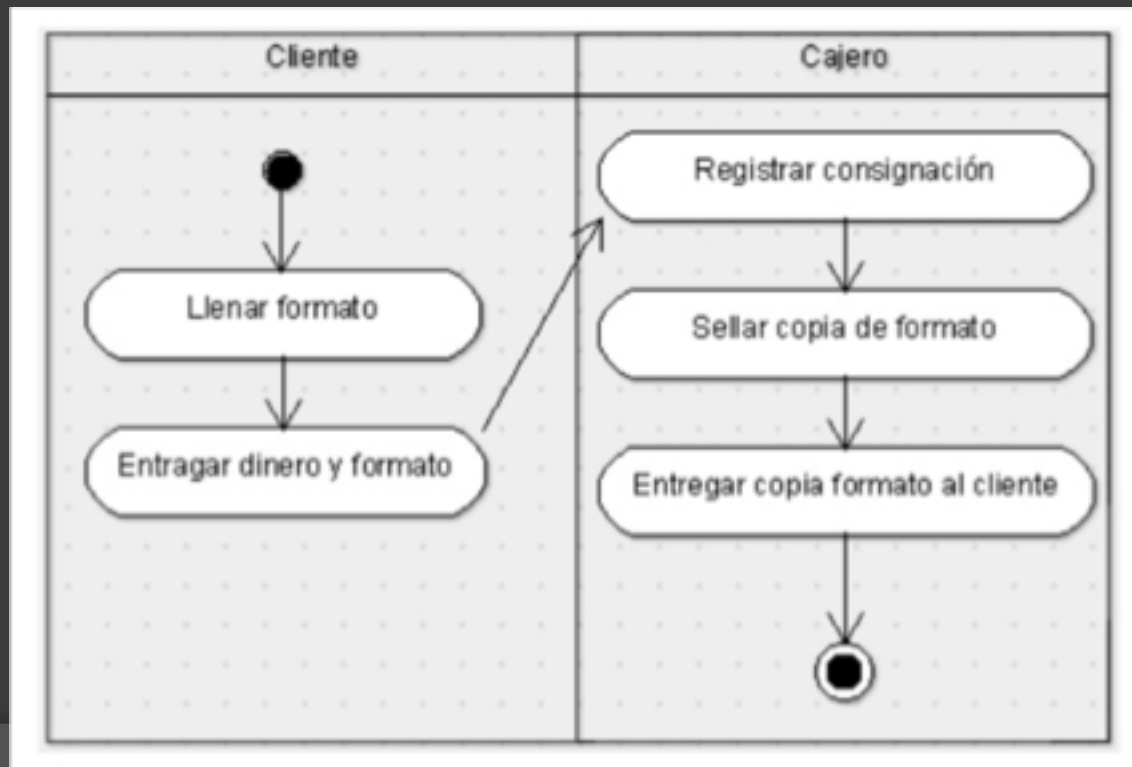 Cliente
Cajero
Llenar formato
Entragar dinero y formato
Registrar consignación
Sellar copia de formato
Entregar copia formato al cliente